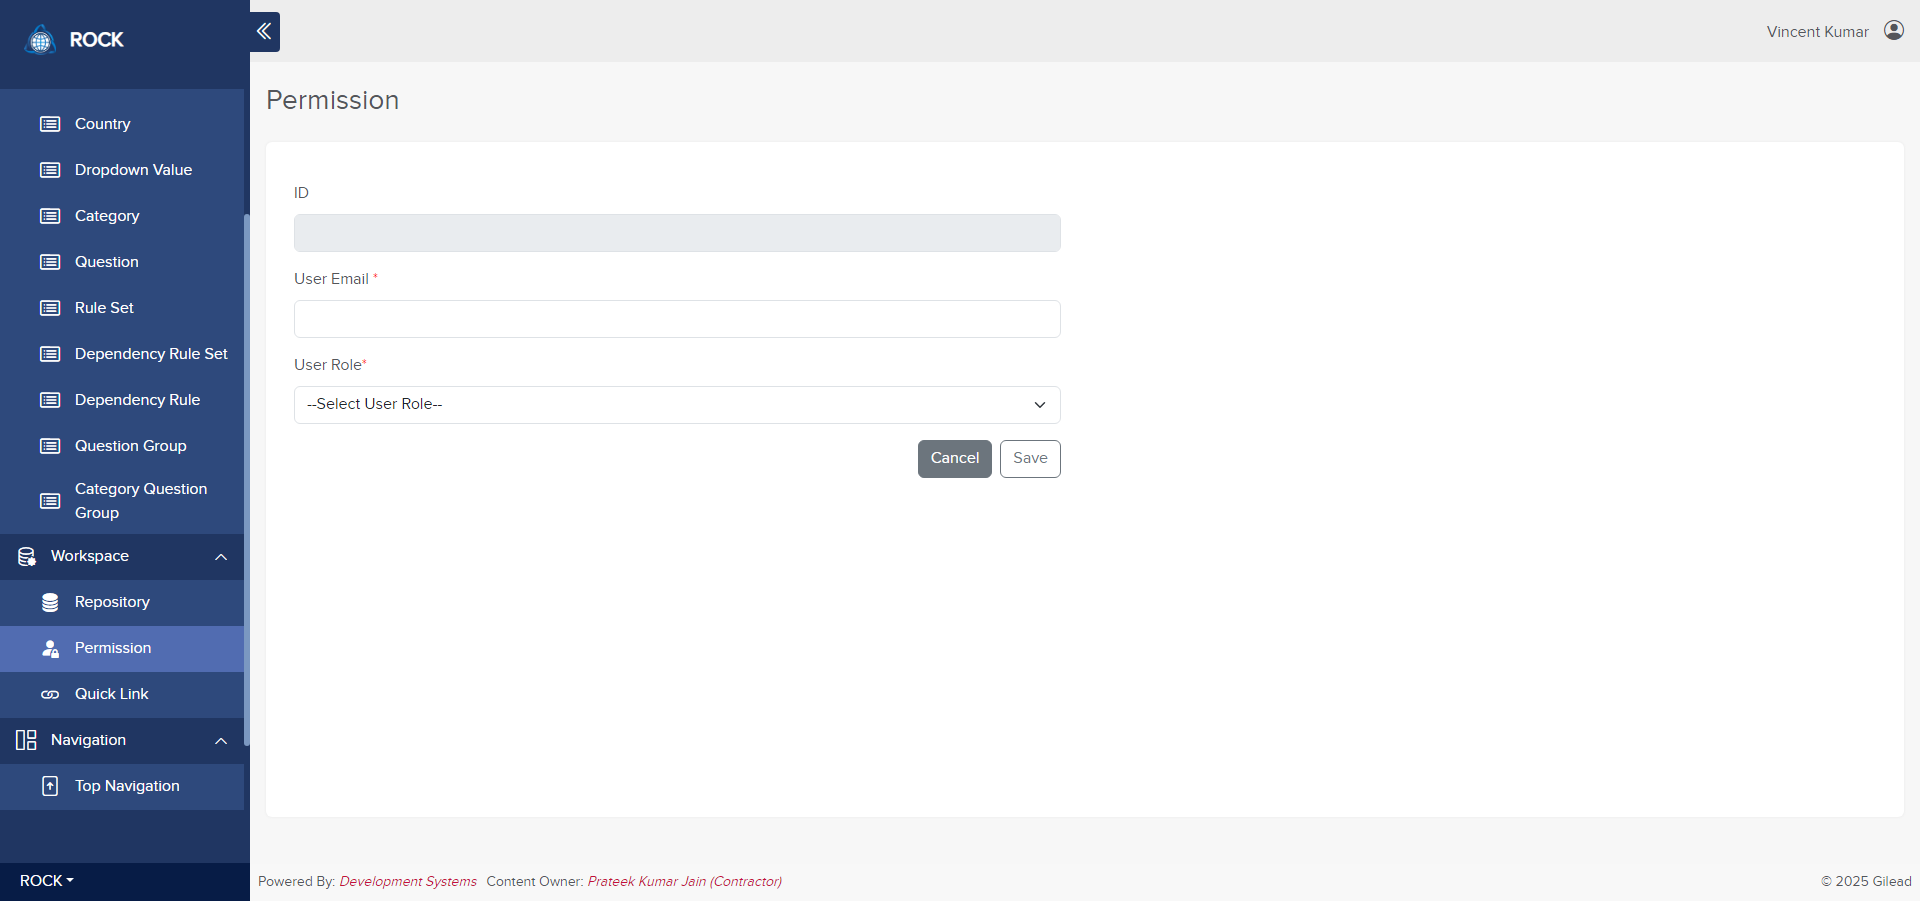 ROCK
Vincent Kumar
Country
Dropdown Value
Category
Question
Rule Set
Dependency Rule Set
Dependency Rule
Question Group
Category Question
Group
Workspace
Repository
Permission
Quick Link
Navigation
Top Navigation
ROCK
Permission
ID
User Email *
User Role*
--Select User Role--
Cancel Save
Powered By: Development Systems Content Owner: Prateek Kumar Jain (Contractor)
© 2025 Gilead